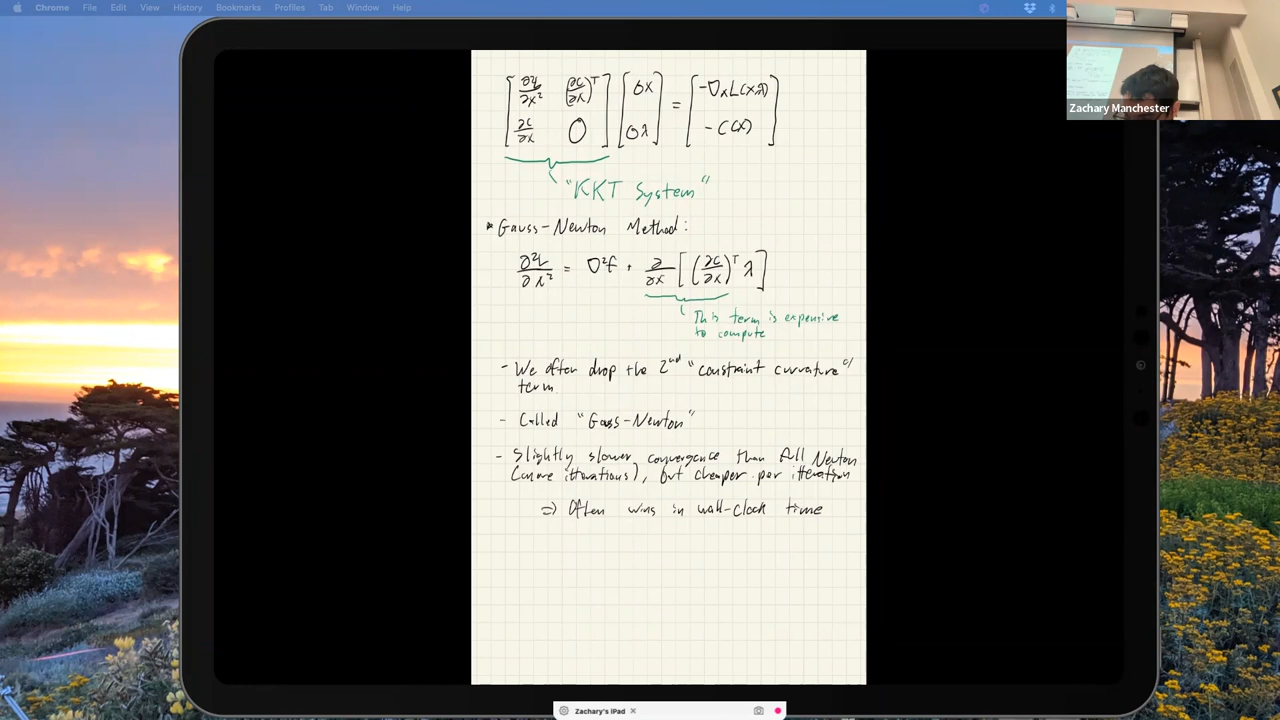 Chrome File Edit View History Bookmarks Profiles Tab Window Help
Zachary Manchester
[∂²L/∂x² (∂c/∂x)ᵀ; ∂c/∂x 0] [Δx; Δλ] = [-∇ₓL(x,λ); -c(x)]
"KKT System"
* Gauss-Newton Method:
∂²L/∂x² = ∇²f + ∂/∂x [(∂c/∂x)ᵀ λ]
This term is expensive
to compute
- We often drop the 2nd "constraint curvature"
term
- Called "Gauss-Newton"
- Slightly slower convergence than full Newton
(more itterations), but cheaper per itteration
=> Often wins in wall-clock time
Zachary's iPad